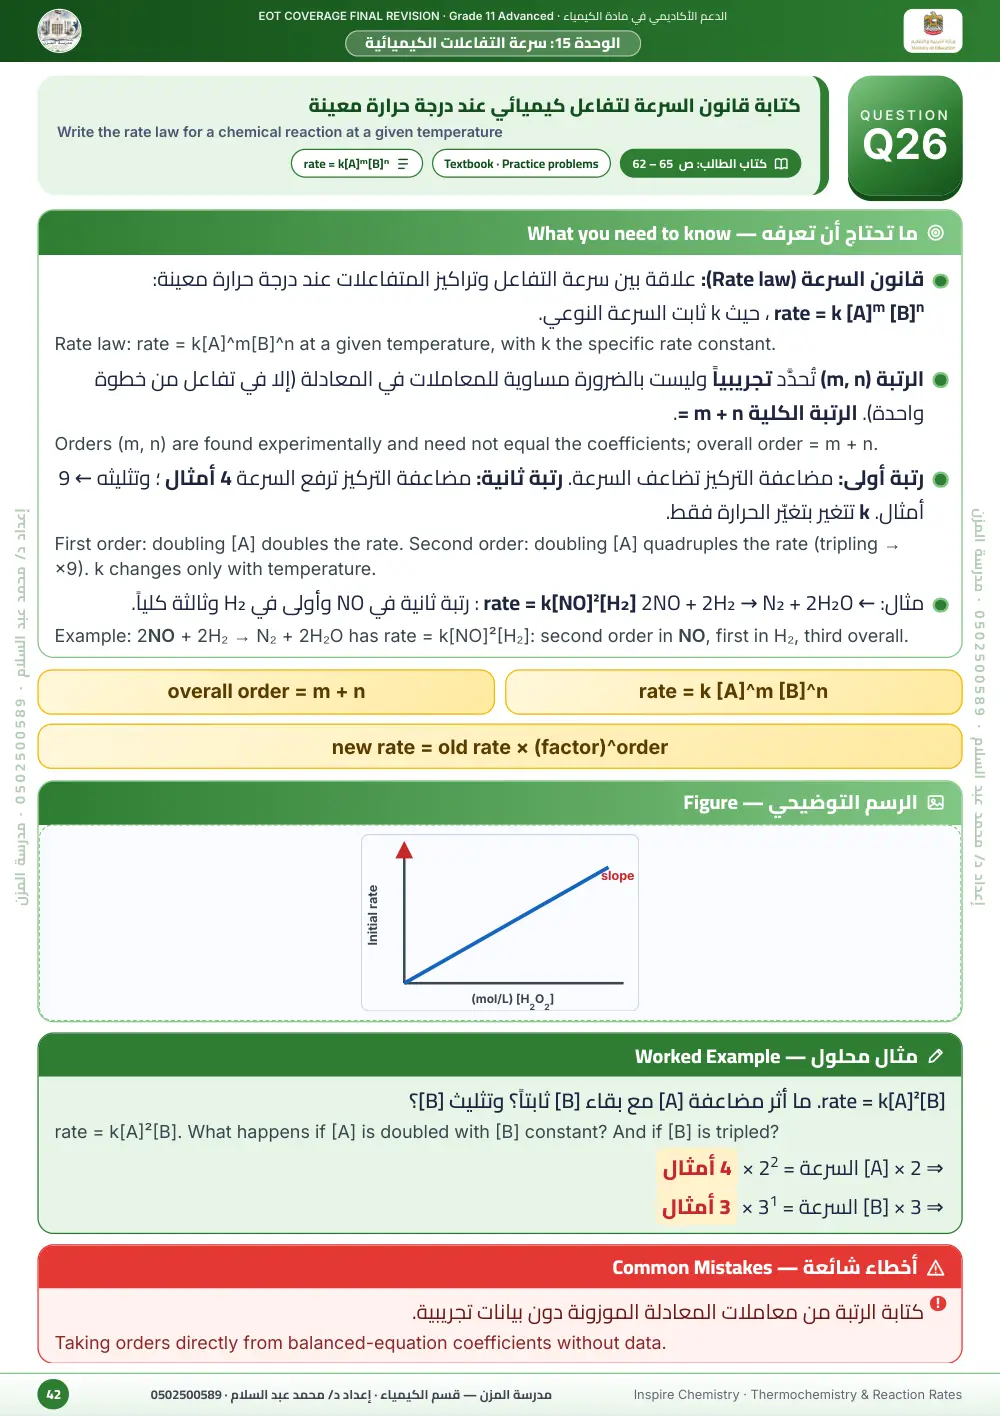 EOT COVERAGE FINAL REVISION · Grade 11 Advanced · الدعم الأكاديمي في مادة الكيمياء
الوحدة 15: سرعة التفاعلات الكيميائية
QUESTION
Q26
كتابة قانون السرعة لتفاعل كيميائي عند درجة حرارة معينة
Write the rate law for a chemical reaction at a given temperature
كتاب الطالب: ص 65 – 62
Textbook · Practice problems
rate = k[A]ᵐ[B]ⁿ
ما تحتاج أن تعرفه — What you need to know
قانون السرعة (Rate law): علاقة بين سرعة التفاعل وتراكيز المتفاعلات عند درجة حرارة معينة:
rate = k [A]ᵐ [B]ⁿ ، حيث k ثابت السرعة النوعي.
Rate law: rate = k[A]^m[B]^n at a given temperature, with k the specific rate constant.
الرتبة (m, n) تُحدَّد تجريبياً وليست بالضرورة مساوية للمعاملات في المعادلة (إلا في تفاعل من خطوة
واحدة). الرتبة الكلية = m + n.
Orders (m, n) are found experimentally and need not equal the coefficients; overall order = m + n.
رتبة أولى: مضاعفة التركيز تضاعف السرعة. رتبة ثانية: مضاعفة التركيز ترفع السرعة 4 أمثال ؛ وتثليثه ← 9
أمثال. k تتغير بتغيّر الحرارة فقط.
First order: doubling [A] doubles the rate. Second order: doubling [A] quadruples the rate (tripling →
×9). k changes only with temperature.
مثال: ← 2NO + 2H₂ → N₂ + 2H₂O rate = k[NO]²[H₂] : رتبة ثانية في NO وأولى في H₂ وثالثة كلياً.
Example: 2NO + 2H₂ → N₂ + 2H₂O has rate = k[NO]²[H₂]: second order in NO, first in H₂, third overall.
overall order = m + n
rate = k [A]^m [B]^n
new rate = old rate × (factor)^order
الرسم التوضيحي — Figure
slope
Initial rate
(mol/L) [H₂O₂]
مثال محلول — Worked Example
rate = k[A]²[B]. ما أثر مضاعفة [A] مع بقاء [B] ثابتاً؟ وتثليث [B]؟
rate = k[A]²[B]. What happens if [A] is doubled with [B] constant? And if [B] is tripled?
⇒ 2 × [A] السرعة = 2² × 4 أمثال
⇒ 3 × [B] السرعة = 3¹ × 3 أمثال
أخطاء شائعة — Common Mistakes
كتابة الرتبة من معاملات المعادلة الموزونة دون بيانات تجريبية.
Taking orders directly from balanced-equation coefficients without data.
42
مدرسة المزن — قسم الكيمياء · إعداد د/ محمد عبد السلام · 0502500589
Inspire Chemistry · Thermochemistry & Reaction Rates
إعداد د/ محمد عبد السلام · 0502500589 · مدرسة المزن
إعداد د/ محمد عبد السلام · 0502500589 · مدرسة المزن